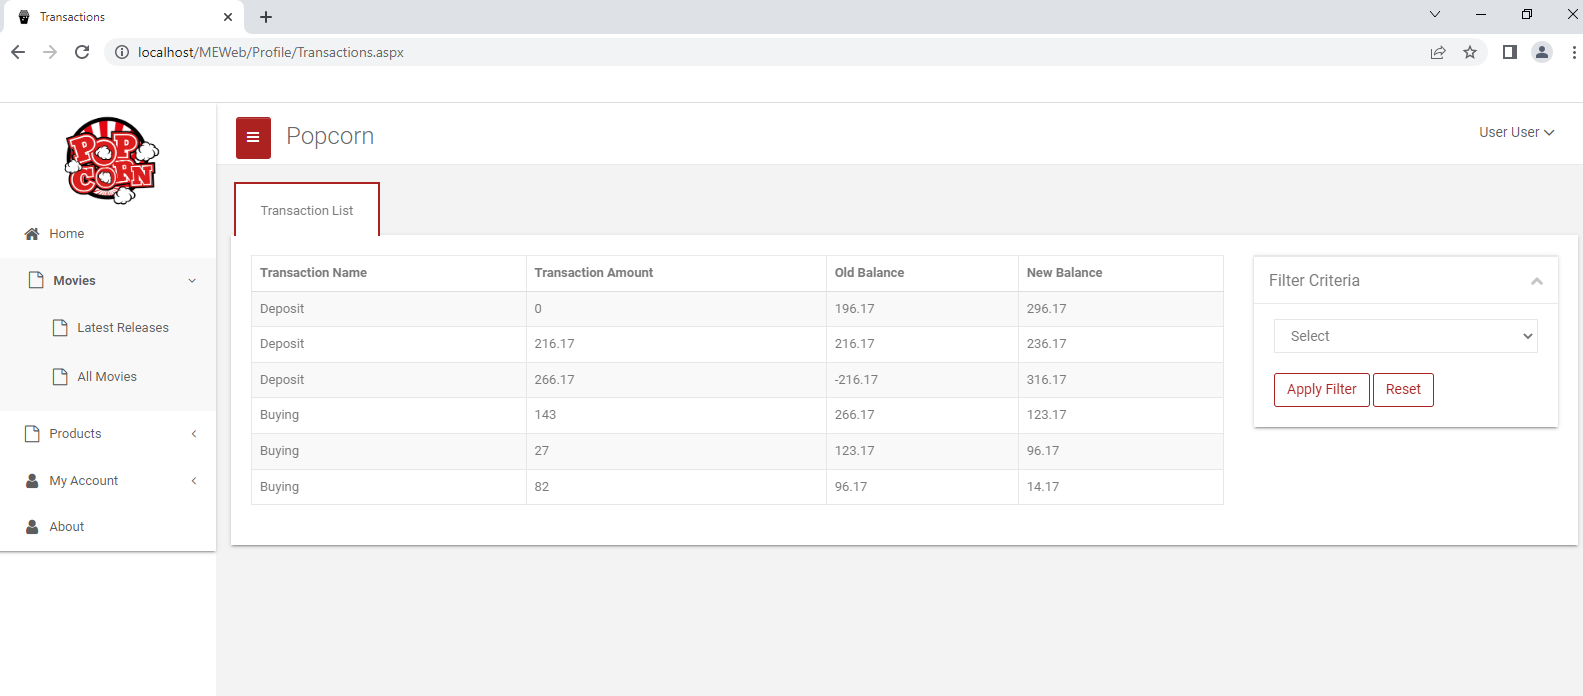 Transactions
localhost/MEWeb/Profile/Transactions.aspx
POP
CORN
Popcorn
User User
Home
Movies
Latest Releases
All Movies
Products
My Account
About
Transaction List
Transaction Name Transaction Amount Old Balance New Balance
Deposit 0 196.17 296.17
Deposit 216.17 216.17 236.17
Deposit 266.17 -216.17 316.17
Buying 143 266.17 123.17
Buying 27 123.17 96.17
Buying 82 96.17 14.17
Filter Criteria
Select
Apply Filter Reset